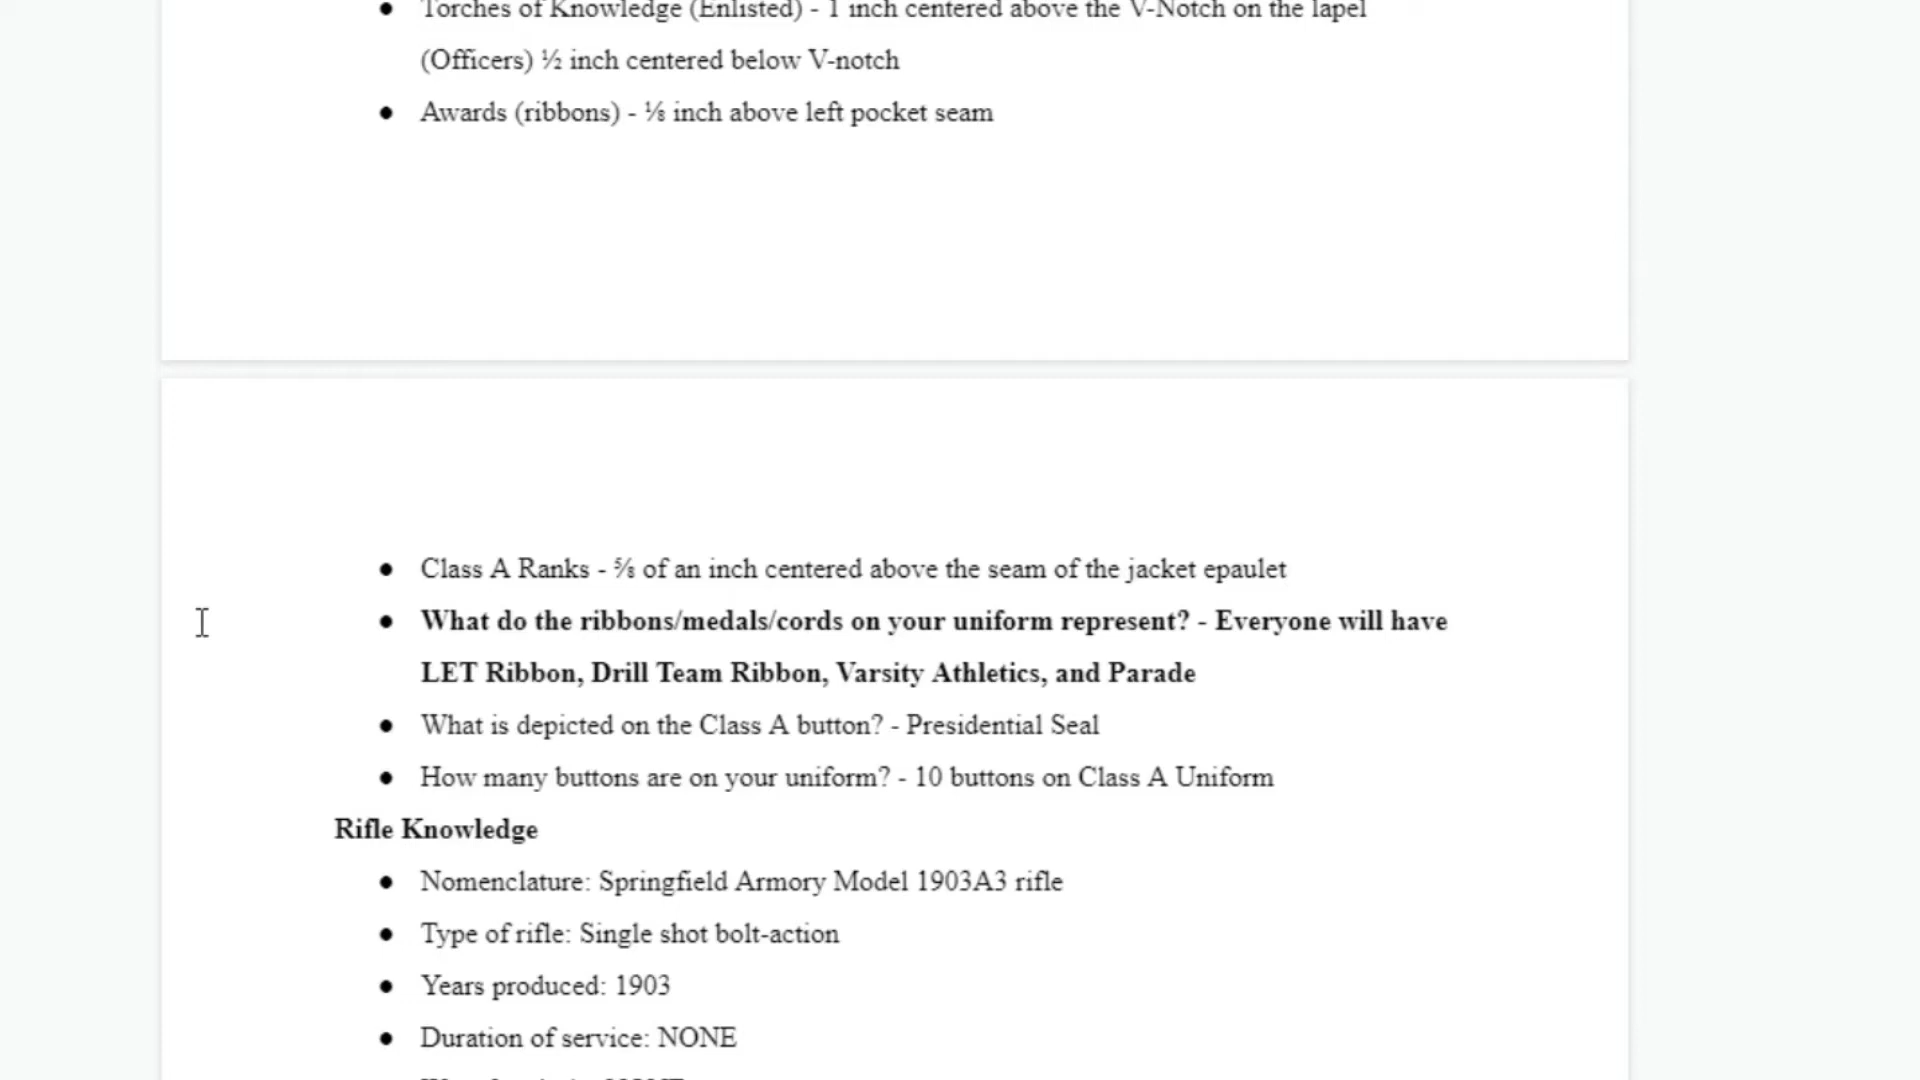 ● Torches of Knowledge (Enlisted) - 1 inch centered above the V-Notch on the lapel
(Officers) ½ inch centered below V-notch
● Awards (ribbons) - ⅛ inch above left pocket seam
● Class A Ranks - ⅝ of an inch centered above the seam of the jacket epaulet
● What do the ribbons/medals/cords on your uniform represent? - Everyone will have
LET Ribbon, Drill Team Ribbon, Varsity Athletics, and Parade
● What is depicted on the Class A button? - Presidential Seal
● How many buttons are on your uniform? - 10 buttons on Class A Uniform
Rifle Knowledge
● Nomenclature: Springfield Armory Model 1903A3 rifle
● Type of rifle: Single shot bolt-action
● Years produced: 1903
● Duration of service: NONE